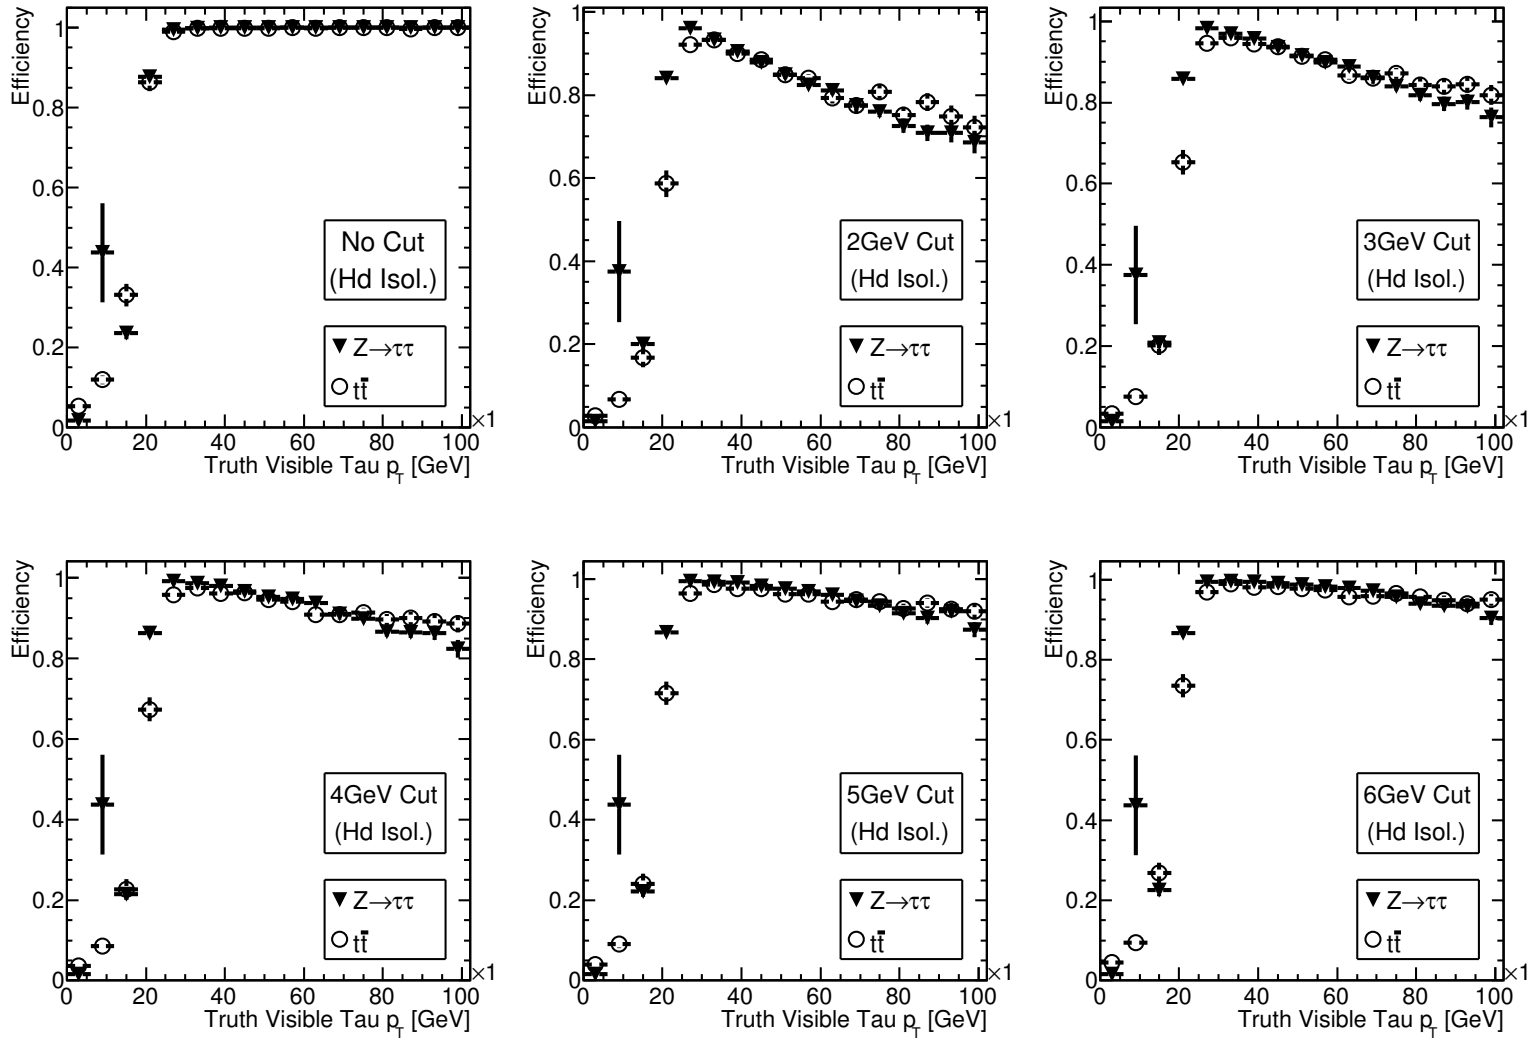 Efficiency
1
0.8
0.6
0.4
0.2
0
No Cut
(Hd Isol.)
Z→ττ
tt̄
0 20 40 60 80 100 ×1
Truth Visible Tau p_T [GeV]
Efficiency
1
0.8
0.6
0.4
0.2
0
2GeV Cut
(Hd Isol.)
Z→ττ
tt̄
0 20 40 60 80 100 ×1
Truth Visible Tau p_T [GeV]
Efficiency
1
0.8
0.6
0.4
0.2
0
3GeV Cut
(Hd Isol.)
Z→ττ
tt̄
0 20 40 60 80 100 ×1
Truth Visible Tau p_T [GeV]
Efficiency
1
0.8
0.6
0.4
0.2
0
4GeV Cut
(Hd Isol.)
Z→ττ
tt̄
0 20 40 60 80 100 ×1
Truth Visible Tau p_T [GeV]
Efficiency
1
0.8
0.6
0.4
0.2
0
5GeV Cut
(Hd Isol.)
Z→ττ
tt̄
0 20 40 60 80 100 ×1
Truth Visible Tau p_T [GeV]
Efficiency
1
0.8
0.6
0.4
0.2
0
6GeV Cut
(Hd Isol.)
Z→ττ
tt̄
0 20 40 60 80 100 ×1
Truth Visible Tau p_T [GeV]